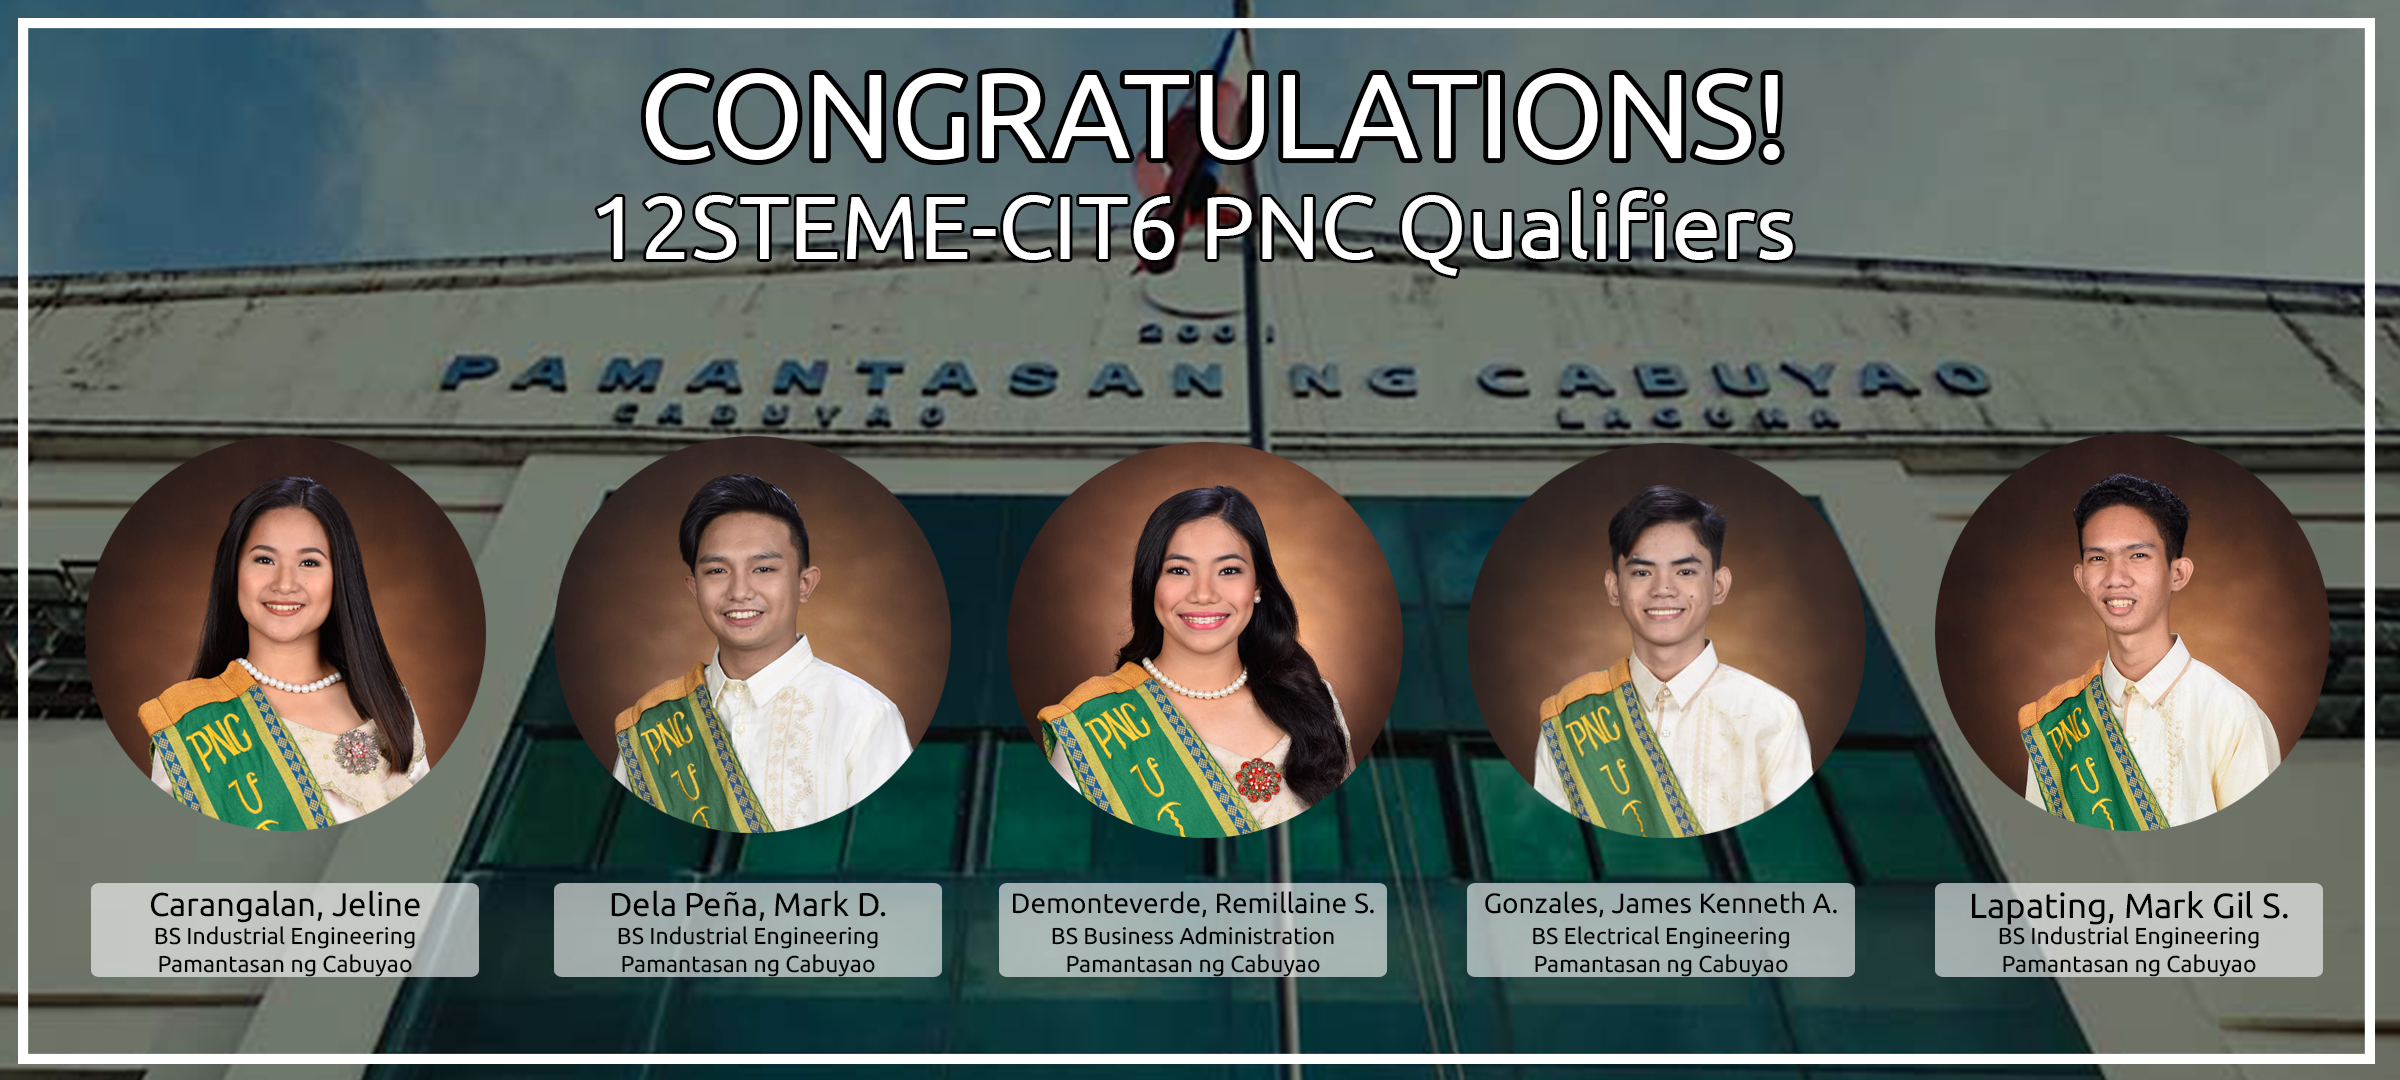 CONGRATULATIONS!
12STEME-CIT6 PNC Qualifiers
2001
PAMANTASAN NG CABUYAO
CABUYAO LAGUNA
PNC
PNC
PNC
PNC
PNC
Carangalan, Jeline
BS Industrial Engineering
Pamantasan ng Cabuyao
Dela Peña, Mark D.
BS Industrial Engineering
Pamantasan ng Cabuyao
Demonteverde, Remillaine S.
BS Business Administration
Pamantasan ng Cabuyao
Gonzales, James Kenneth A.
BS Electrical Engineering
Pamantasan ng Cabuyao
Lapating, Mark Gil S.
BS Industrial Engineering
Pamantasan ng Cabuyao